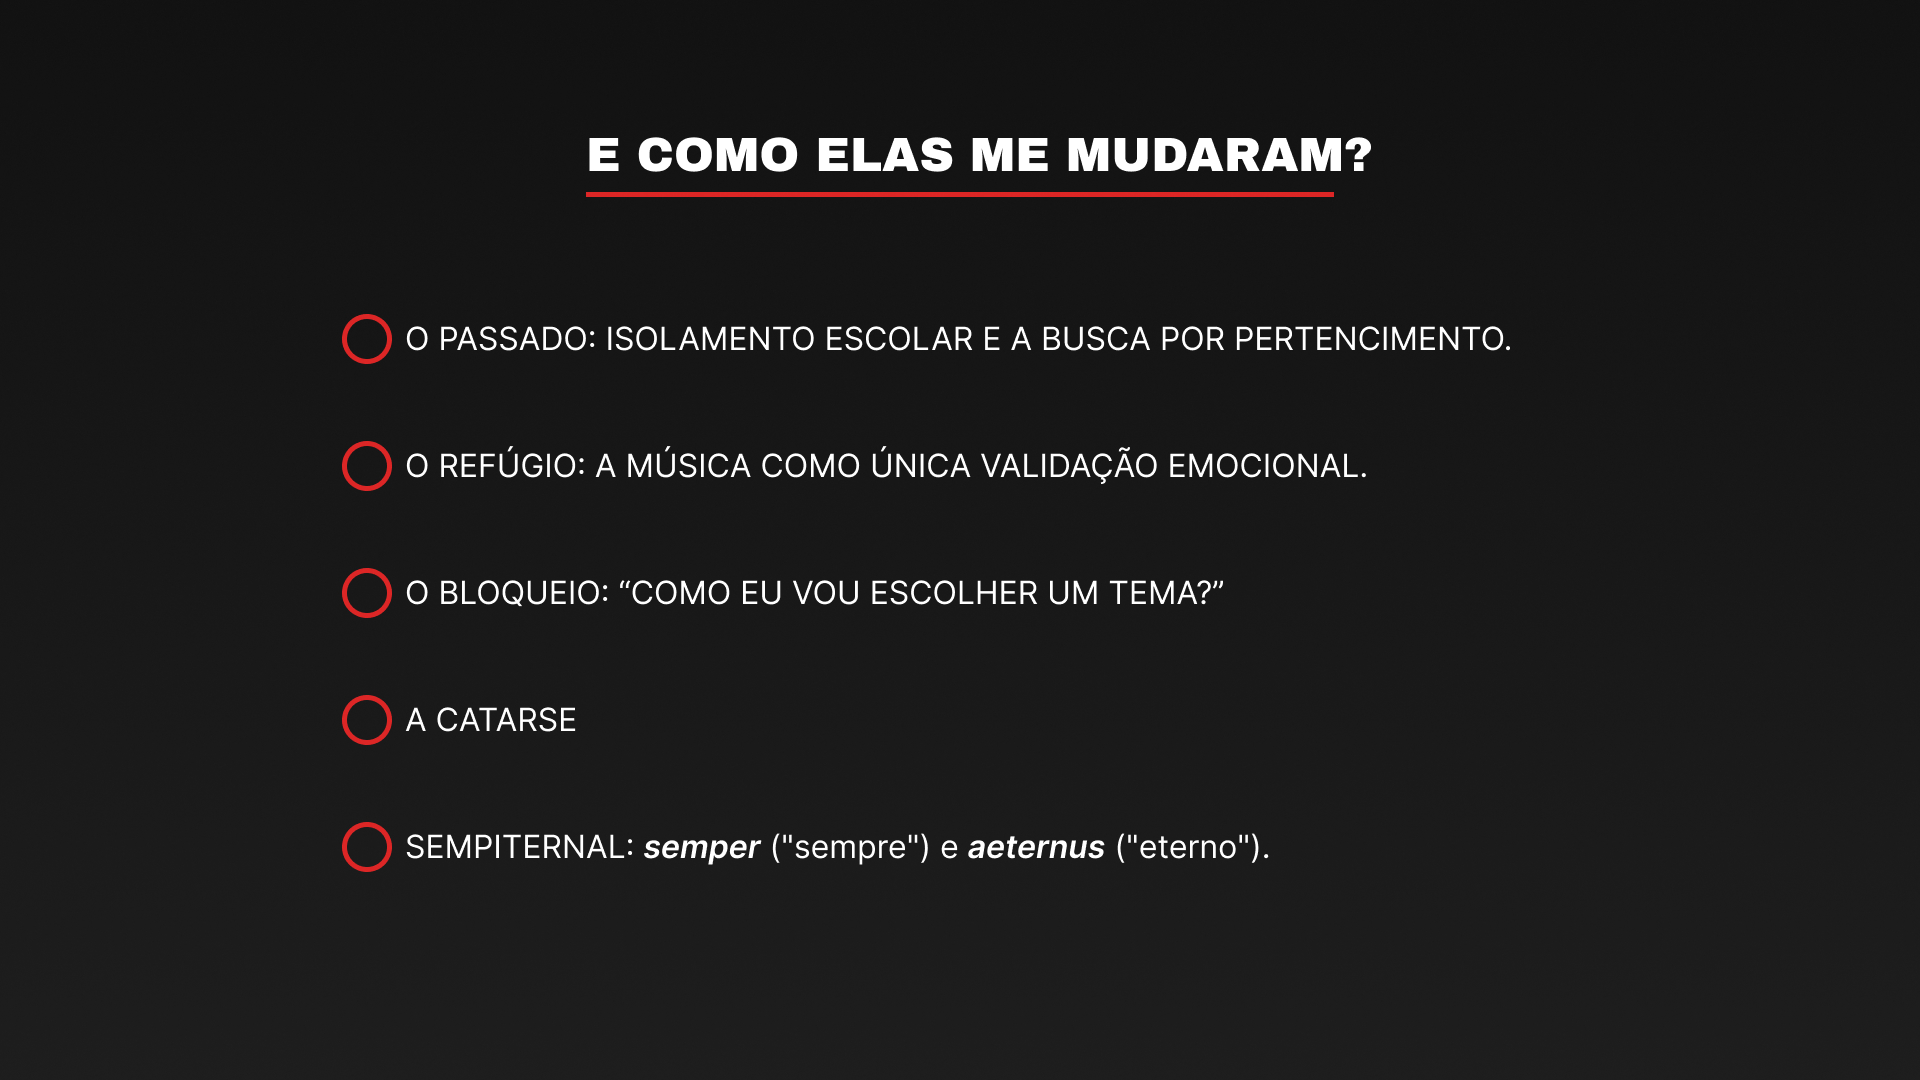 E COMO ELAS ME MUDARAM?
O PASSADO: ISOLAMENTO ESCOLAR E A BUSCA POR PERTENCIMENTO.
O REFÚGIO: A MÚSICA COMO ÚNICA VALIDAÇÃO EMOCIONAL.
O BLOQUEIO: “COMO EU VOU ESCOLHER UM TEMA?”
A CATARSE
SEMPITERNAL: semper ("sempre") e aeternus ("eterno").